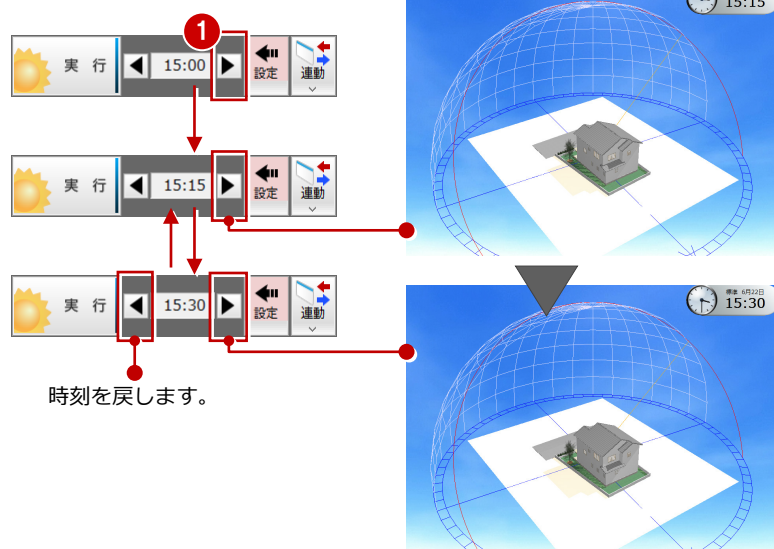 1
実 行
15:00
設定
連動
15:15
実 行
15:15
設定
連動
実 行
15:30
設定
連動
時刻を戻します。
標準 6月22日
15:30